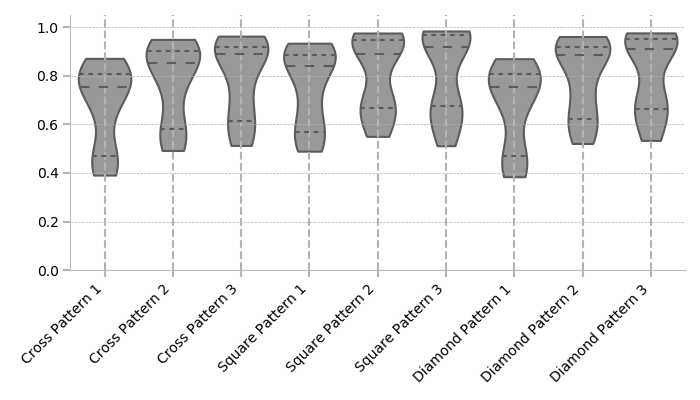 1.0
0.8
0.6
0.4
0.2
0.0
Cross Pattern 1
Cross Pattern 2
Cross Pattern 3
Square Pattern 1
Square Pattern 2
Square Pattern 3
Diamond Pattern 1
Diamond Pattern 2
Diamond Pattern 3